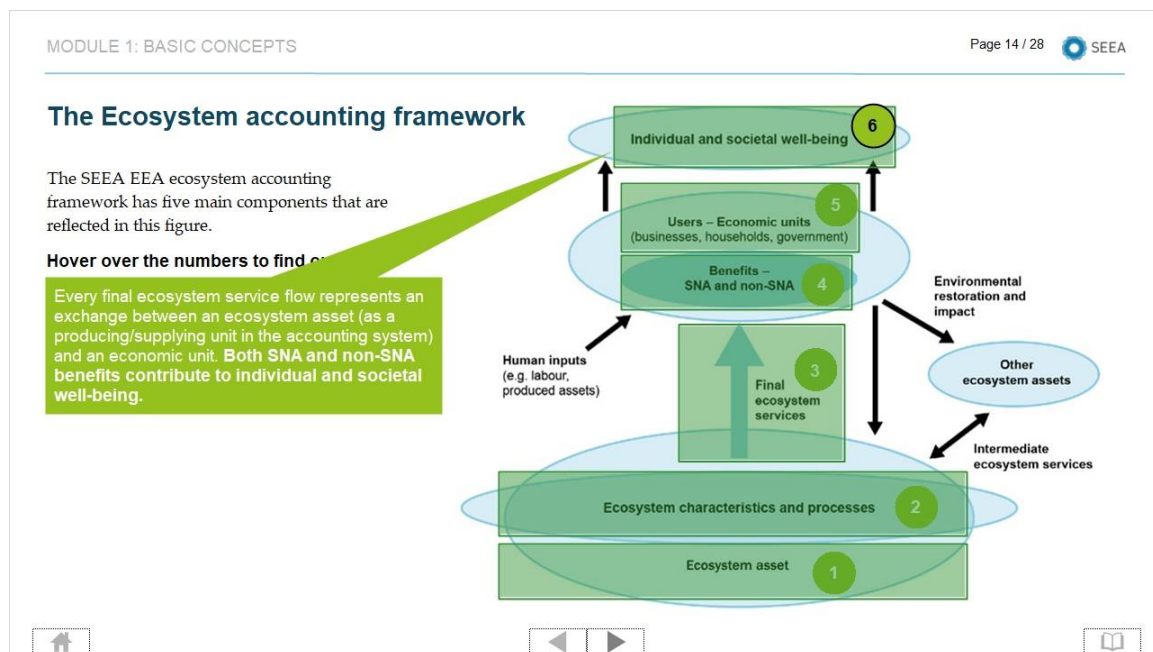 MODULE 1: BASIC CONCEPTS
Page 14 / 28
SEEA
The Ecosystem accounting framework
The SEEA EEA ecosystem accounting
framework has five main components that are
reflected in this figure.
Hover over the numbers to find
Every final ecosystem service flow represents an
exchange between an ecosystem asset (as a
producing/supplying unit in the accounting system)
and an economic unit. Both SNA and non-SNA
benefits contribute to individual and societal
well-being.
Individual and societal well-being
6
5
Users – Economic units
(businesses, households, government)
Benefits –
SNA and non-SNA
4
Environmental
restoration and
impact
Human inputs
(e.g. labour,
produced assets)
3
Final
ecosystem
services
Other
ecosystem assets
Intermediate
ecosystem services
Ecosystem characteristics and processes
2
Ecosystem asset
1